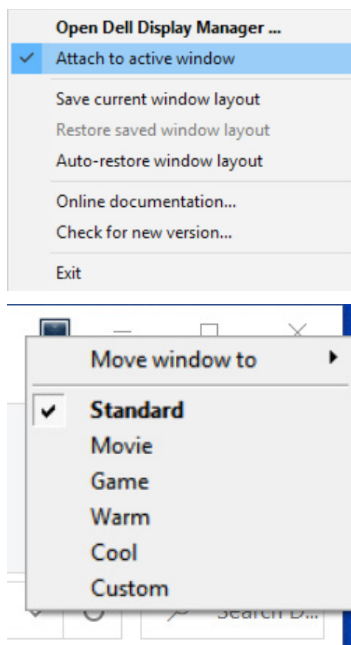 Open Dell Display Manager ...
Attach to active window
Save current window layout
Restore saved window layout
Auto-restore window layout
Online documentation...
Check for new version...
Exit
Move window to
Standard
Movie
Game
Warm
Cool
Custom
Search D...